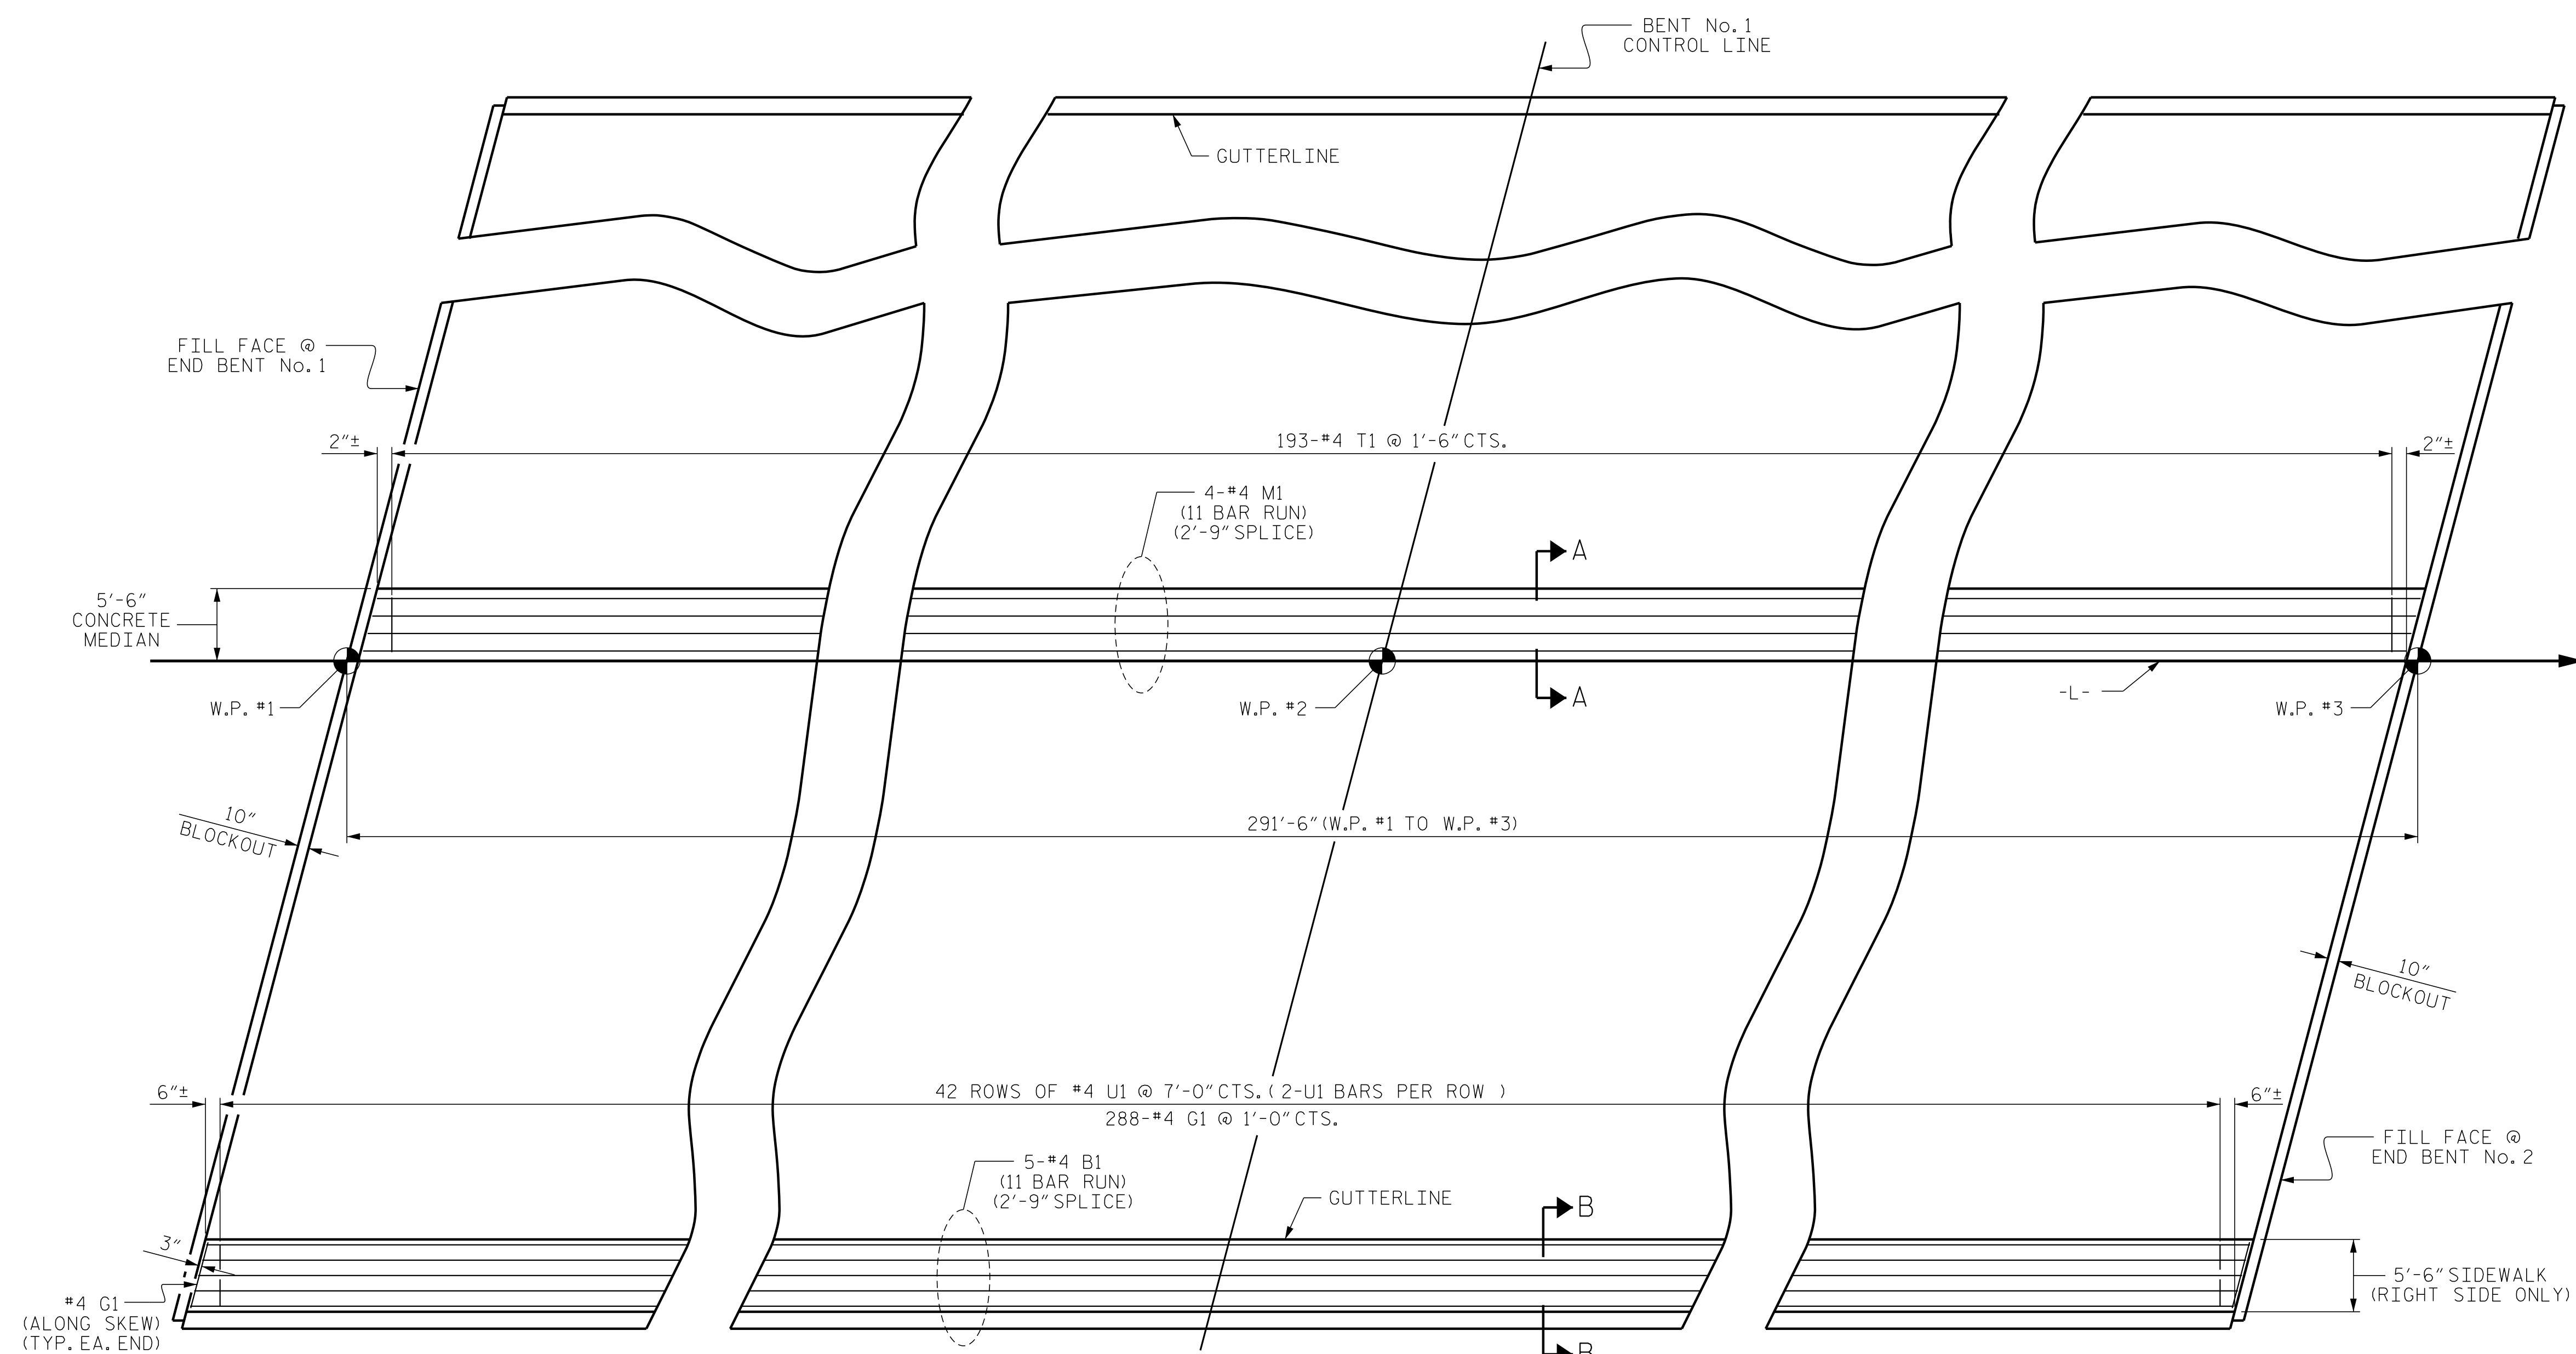 BENT No. 1
CONTROL LINE
GUTTERLINE
FILL FACE @
END BENT No. 1
2"±
193-#4 T1 @ 1'-6" CTS.
2"±
4-#4 M1
(11 BAR RUN)
(2'-9" SPLICE)
A
5'-6"
CONCRETE
MEDIAN
A
W.P. #1
W.P. #2
-L-
W.P. #3
10"
BLOCKOUT
291'-6" (W.P. #1 TO W.P. #3)
10"
BLOCKOUT
6"±
42 ROWS OF #4 U1 @ 7'-0" CTS. ( 2-U1 BARS PER ROW )
288-#4 G1 @ 1'-0" CTS.
6"±
FILL FACE @
END BENT No. 2
5-#4 B1
(11 BAR RUN)
(2'-9" SPLICE)
GUTTERLINE
B
3"
5'-6" SIDEWALK
(RIGHT SIDE ONLY)
#4 G1
(ALONG SKEW)
(TYP. EA. END)
B